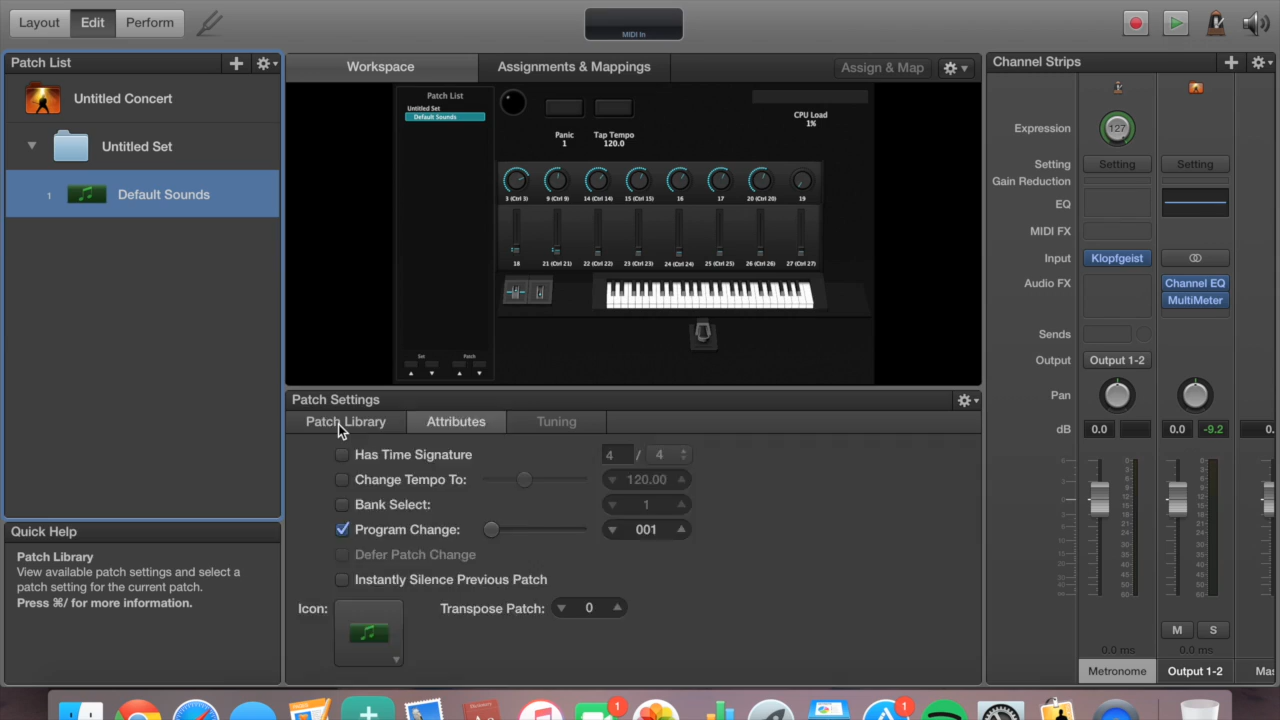 Layout Edit Perform
MIDI In
Patch List
Untitled Concert
Untitled Set
1 Default Sounds
Quick Help
Patch Library
View available patch settings and select a
patch setting for the current patch.
Press ⌘/ for more information.
Workspace Assignments & Mappings Assign & Map
Patch List
Untitled Set
Default Sounds
Panic
1
Tap Tempo
120.0
CPU Load
1%
3 (Ctrl 3) 9 (Ctrl 9) 14 (Ctrl 14) 15 (Ctrl 15) 16 17 20 (Ctrl 20) 19
18 21 (Ctrl 21) 22 (Ctrl 22) 23 (Ctrl 23) 24 (Ctrl 24) 25 (Ctrl 25) 26 (Ctrl 26) 27 (Ctrl 27)
Set Patch
Patch Settings
Patch Library Attributes Tuning
Has Time Signature 4 / 4
Change Tempo To: 120.00
Bank Select: 1
Program Change: 001
Defer Patch Change
Instantly Silence Previous Patch
Icon: Transpose Patch: 0
Channel Strips
Expression 127
Setting Setting Setting
Gain Reduction
EQ
MIDI FX
Input Klopfgeist
Audio FX Channel EQ
MultiMeter
Sends
Output Output 1-2
Pan
dB 0.0 0.0 -9.2 0.
M S
0.0 ms 0.0 ms
Metronome Output 1-2 Mas
1 1